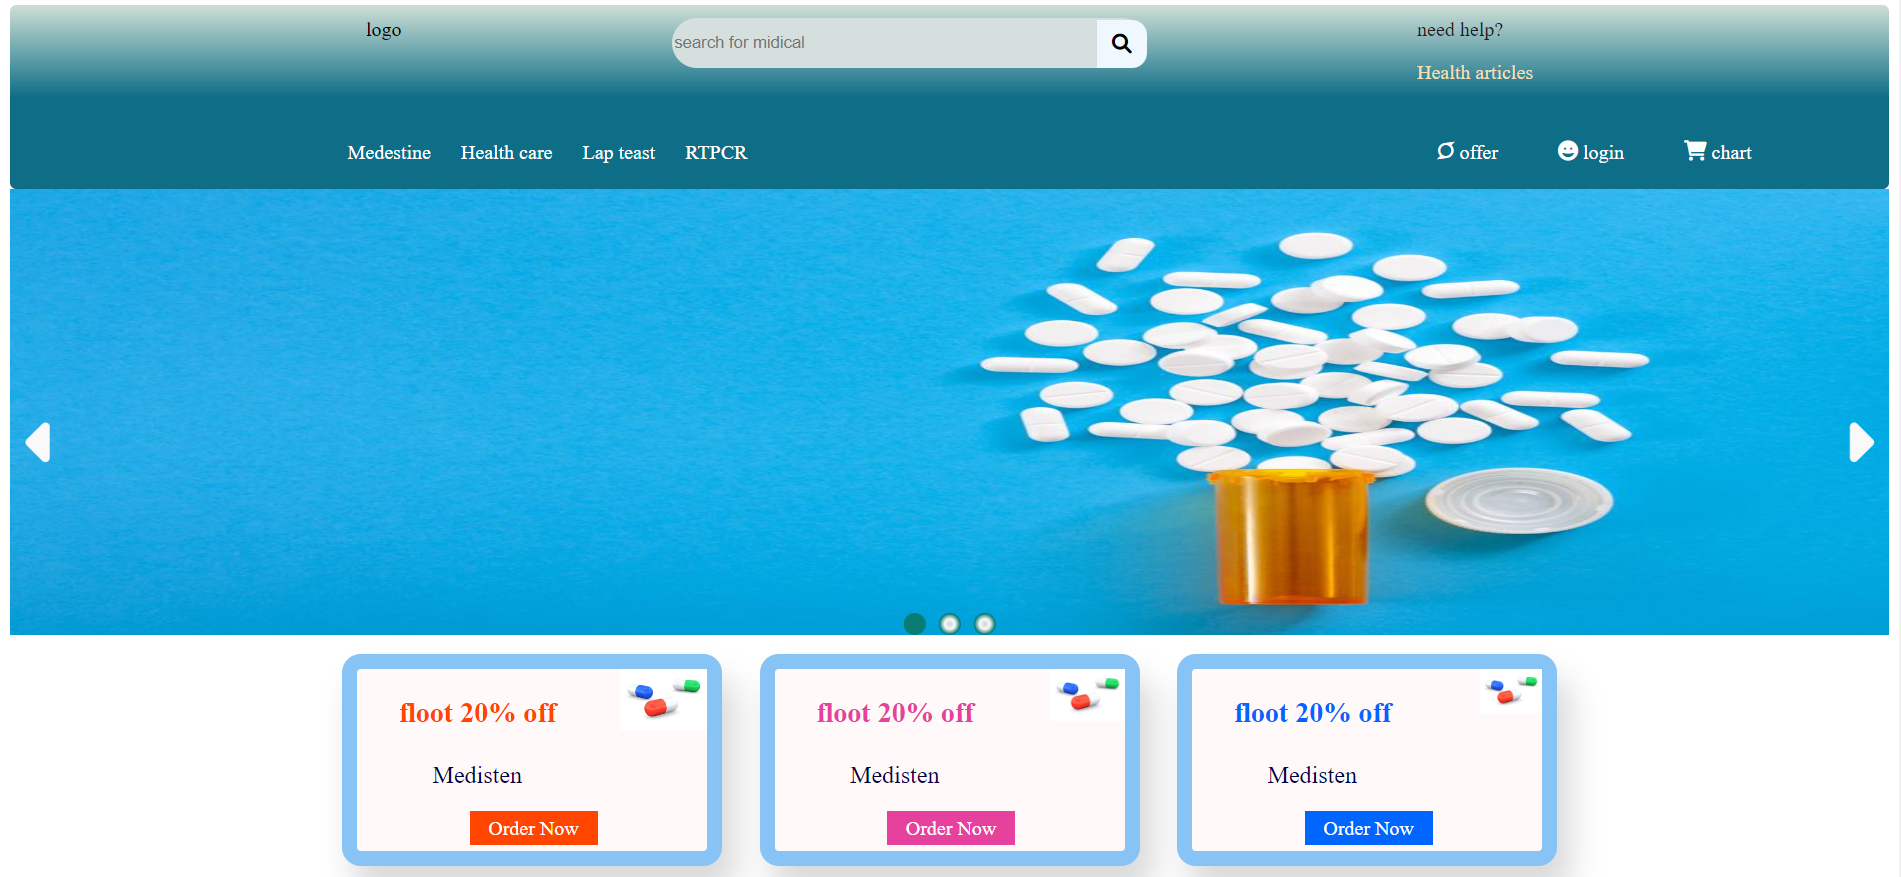 logo
search for midical
need help?
Health articles
Medestine Health care Lap teast RTPCR
offer login chart
floot 20% off
Medisten
Order Now
floot 20% off
Medisten
Order Now
floot 20% off
Medisten
Order Now